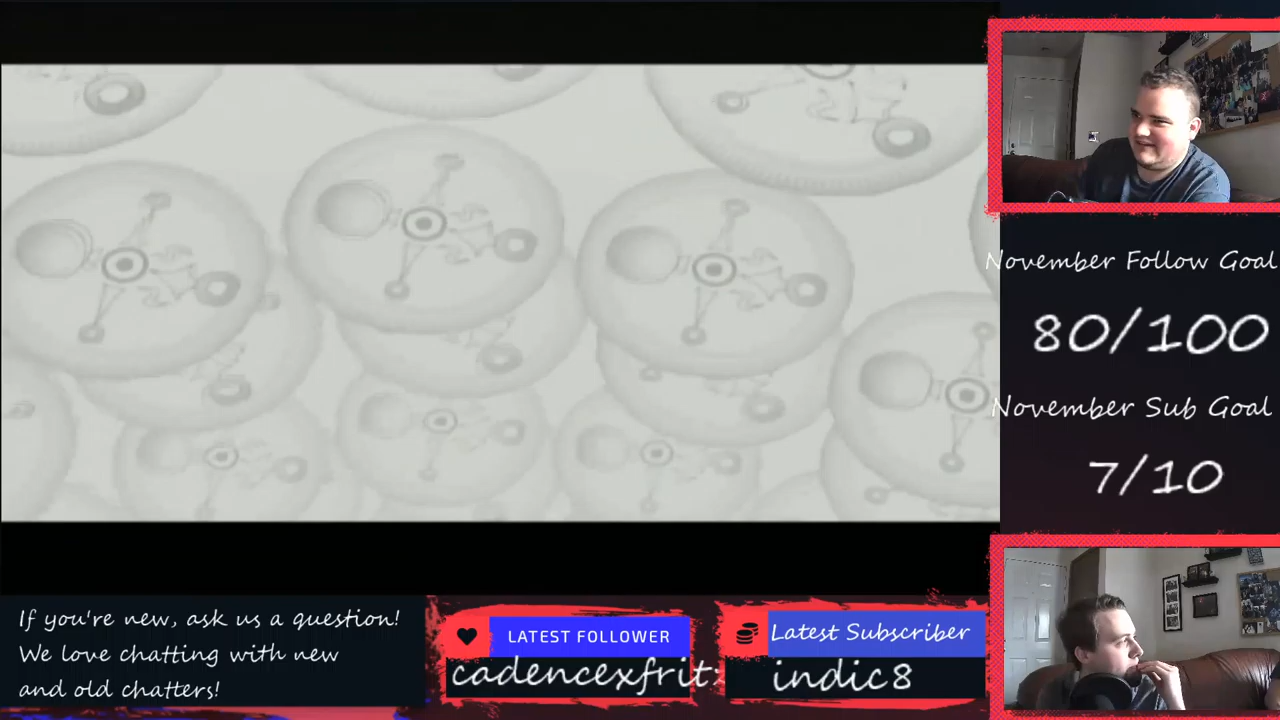 November Follow Goal
80/100
November Sub Goal
7/10
If you're new, ask us a question!
We love chatting with new
and old chatters!
LATEST FOLLOWER
cadencexfritz
Latest Subscriber
indic8